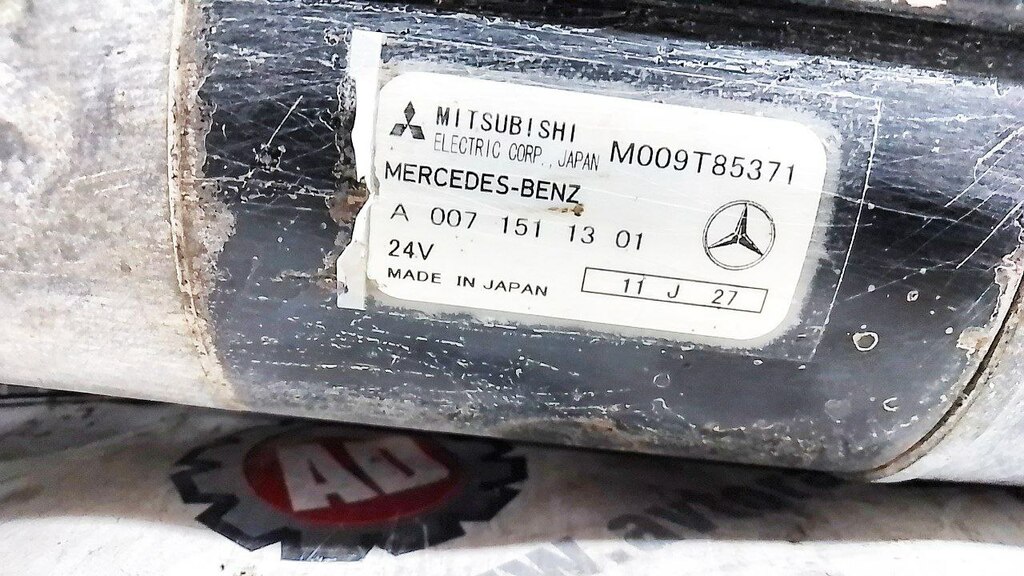 MITSUBISHI
ELECTRIC CORP., JAPAN M009T85371
MERCEDES-BENZ
A 007 151 13 01
24V
MADE IN JAPAN 11 J 27
AD